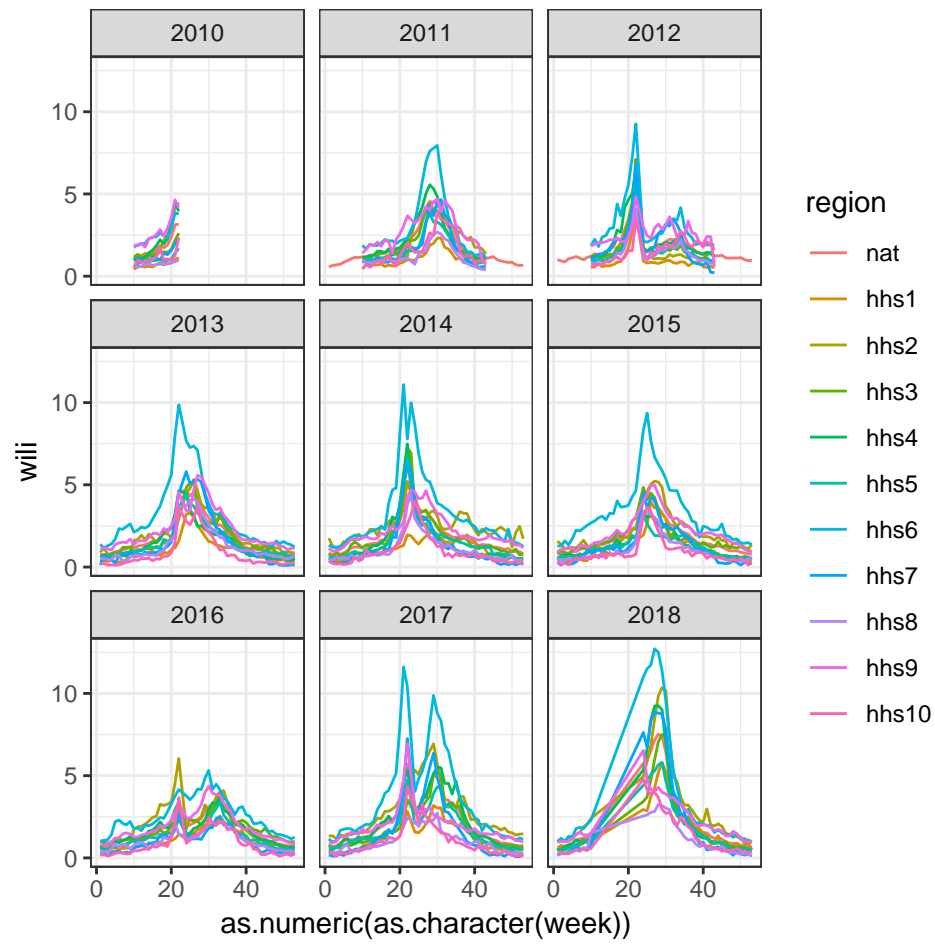 2010 2011 2012
10
5
0
2013 2014 2015
10
5
0
2016 2017 2018
10
5
0
0 20 40 0 20 40 0 20 40
as.numeric(as.character(week))
wili
region
nat
hhs1
hhs2
hhs3
hhs4
hhs5
hhs6
hhs7
hhs8
hhs9
hhs10